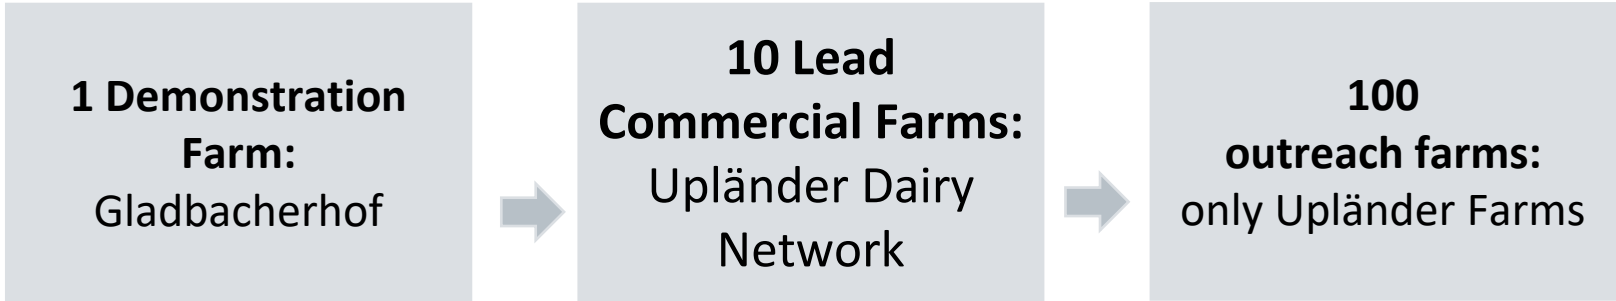 1 Demonstration
Farm:
Gladbacherhof
10 Lead
Commercial Farms:
Upländer Dairy
Network
100
outreach farms:
only Upländer Farms